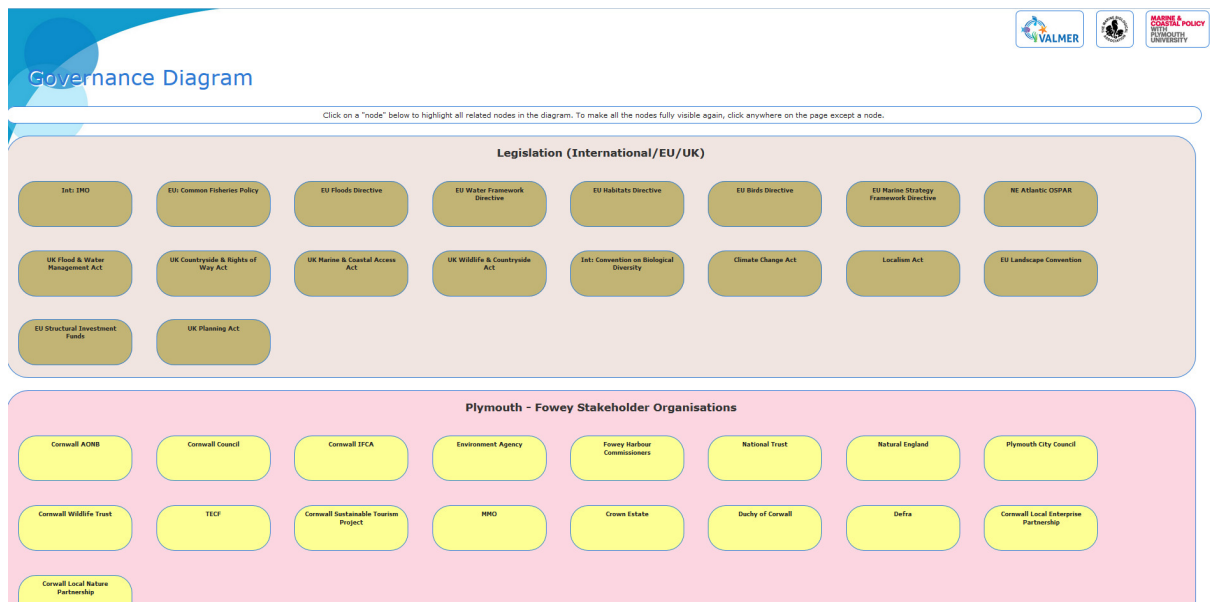 VALMER
THE MARINE BIOLOGICAL ASSOCIATION
MARINE &
COASTAL POLICY
WITH
PLYMOUTH
UNIVERSITY
Governance Diagram
Click on a "node" below to highlight all related nodes in the diagram. To make all the nodes fully visible again, click anywhere on the page except a node.
Legislation (International/EU/UK)
Int: IMO
EU: Common Fisheries Policy
EU Floods Directive
EU Water Framework
Directive
EU Habitats Directive
EU Birds Directive
EU Marine Strategy
Framework Directive
NE Atlantic OSPAR
UK Flood & Water
Management Act
UK Countryside & Rights of
Way Act
UK Marine & Coastal Access
Act
UK Wildlife & Countryside
Act
Int: Convention on Biological
Diversity
Climate Change Act
Localism Act
EU Landscape Convention
EU Structural Investment
Funds
UK Planning Act
Plymouth - Fowey Stakeholder Organisations
Cornwall AONB
Cornwall Council
Cornwall IFCA
Environment Agency
Fowey Harbour
Commissioners
National Trust
Natural England
Plymouth City Council
Cornwall Wildlife Trust
TECF
Cornwall Sustainable Tourism
Project
MMO
Crown Estate
Duchy of Corwall
Defra
Cornwall Local Enterprise
Partnership
Corwall Local Nature
Partnership